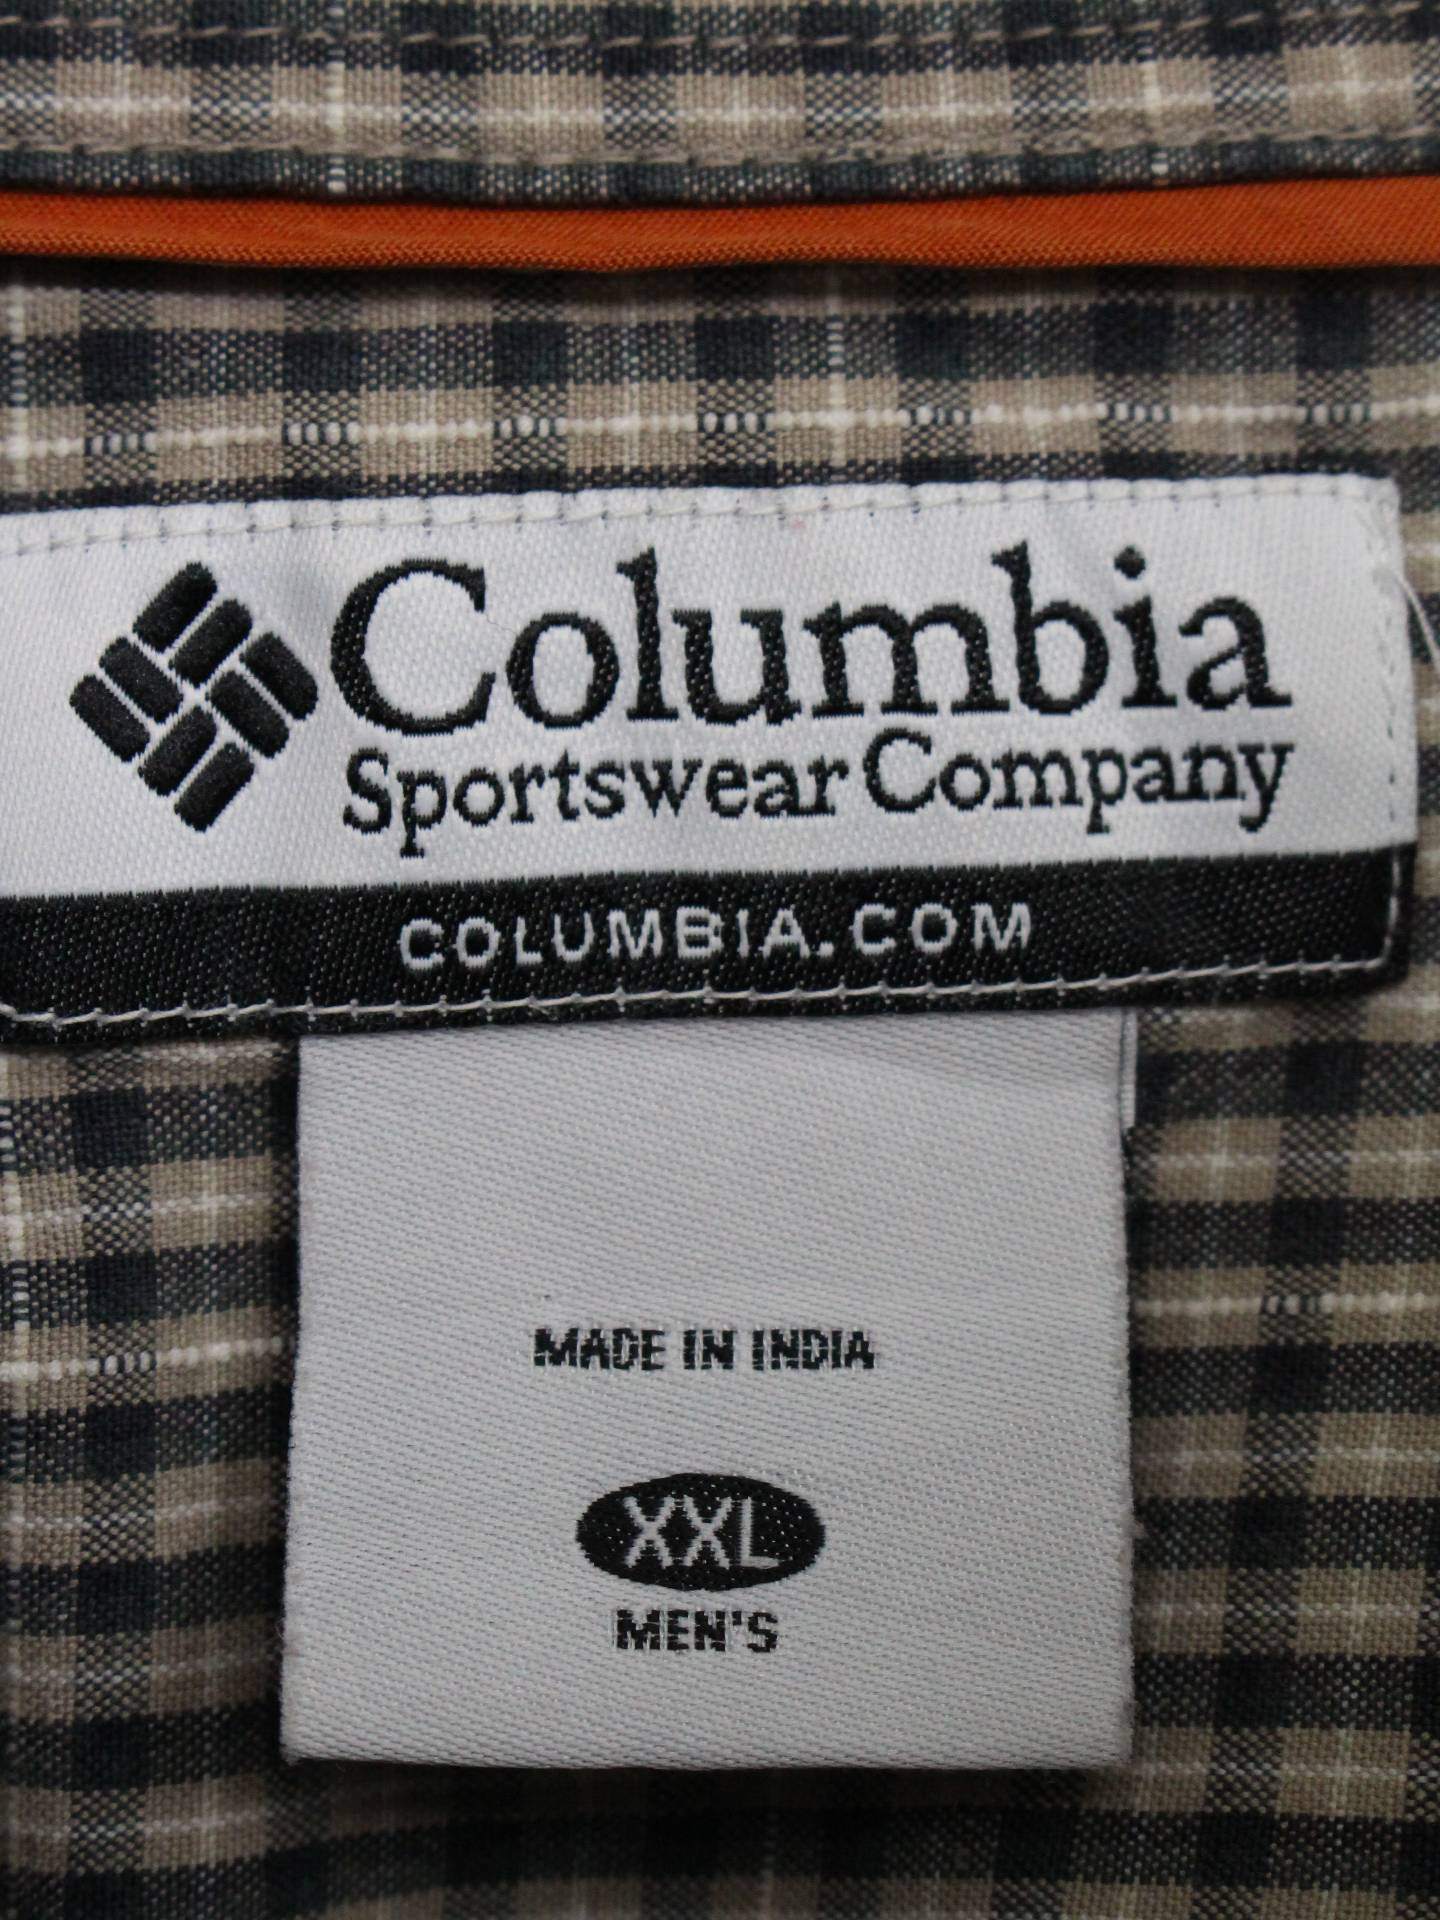 Columbia
Sportswear Company
COLUMBIA.COM
MADE IN INDIA
XXL
MEN'S